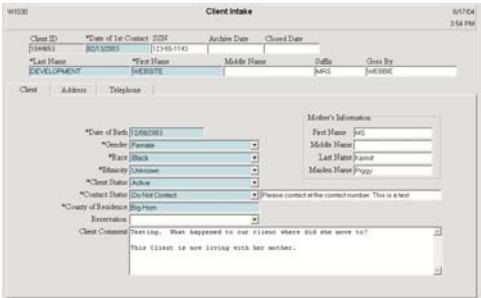 W1030 Client Intake 6/17/04
3:54 PM
Client ID *Date of 1st Contact SSN Archive Date Closed Date
1044653 02/13/2003 123-55-1143
*Last Name *First Name Middle Name Suffix Goes By
DEVELOPMENT WEBSITE MRS WEBBIE
Client Address Telephone
Mother's Information
*Date of Birth 12/06/2003 First Name MS
*Gender Female Middle Name
*Race Black Last Name Kermit
*Ethnicity Unknown Maiden Name Piggy
*Client Status Active
*Contact Status Do Not Contact Please contact at the contact number. This is a test
*County of Residence Big Horn
Reservation
Client Comment Testing. What happened to our client where did she move to?
This Client is now living with her mother.